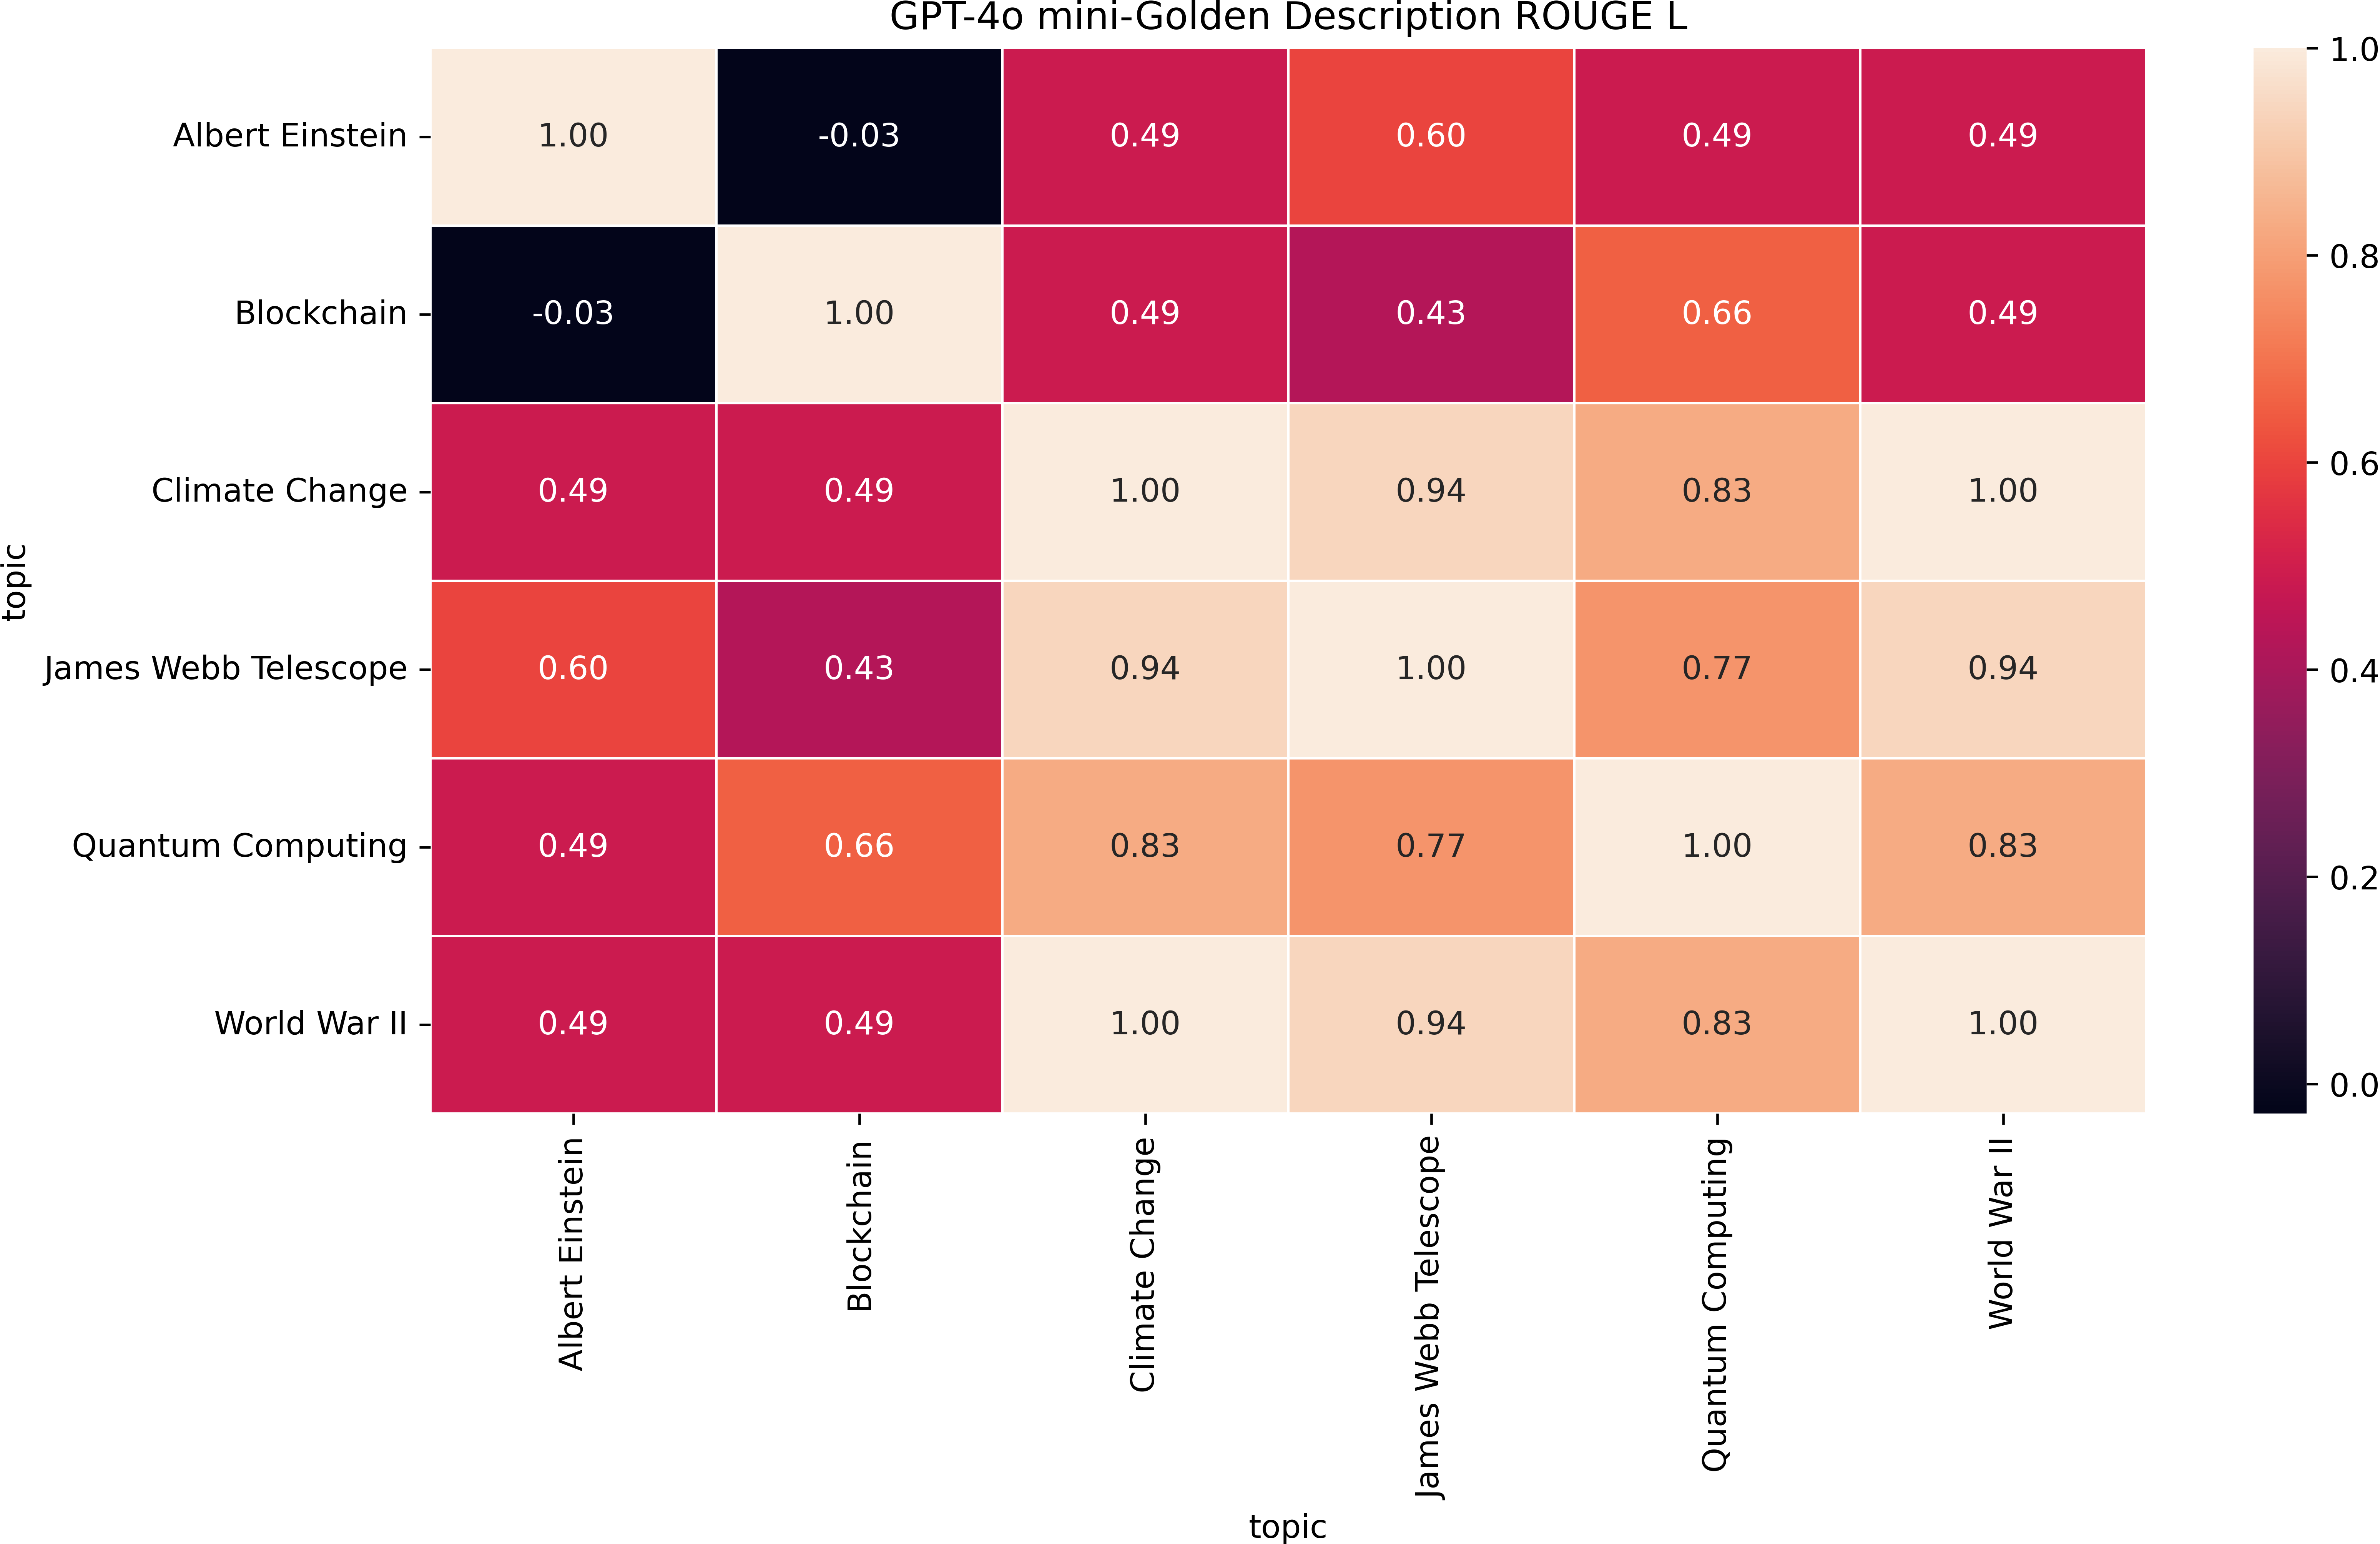 GPT-4o mini-Golden Description ROUGE L
Albert Einstein 1.00 -0.03 0.49 0.60 0.49 0.49
Blockchain -0.03 1.00 0.49 0.43 0.66 0.49
Climate Change 0.49 0.49 1.00 0.94 0.83 1.00
James Webb Telescope 0.60 0.43 0.94 1.00 0.77 0.94
Quantum Computing 0.49 0.66 0.83 0.77 1.00 0.83
World War II 0.49 0.49 1.00 0.94 0.83 1.00
topic
Albert Einstein
Blockchain
Climate Change
James Webb Telescope
Quantum Computing
World War II
topic
1.0
0.8
0.6
0.4
0.2
0.0